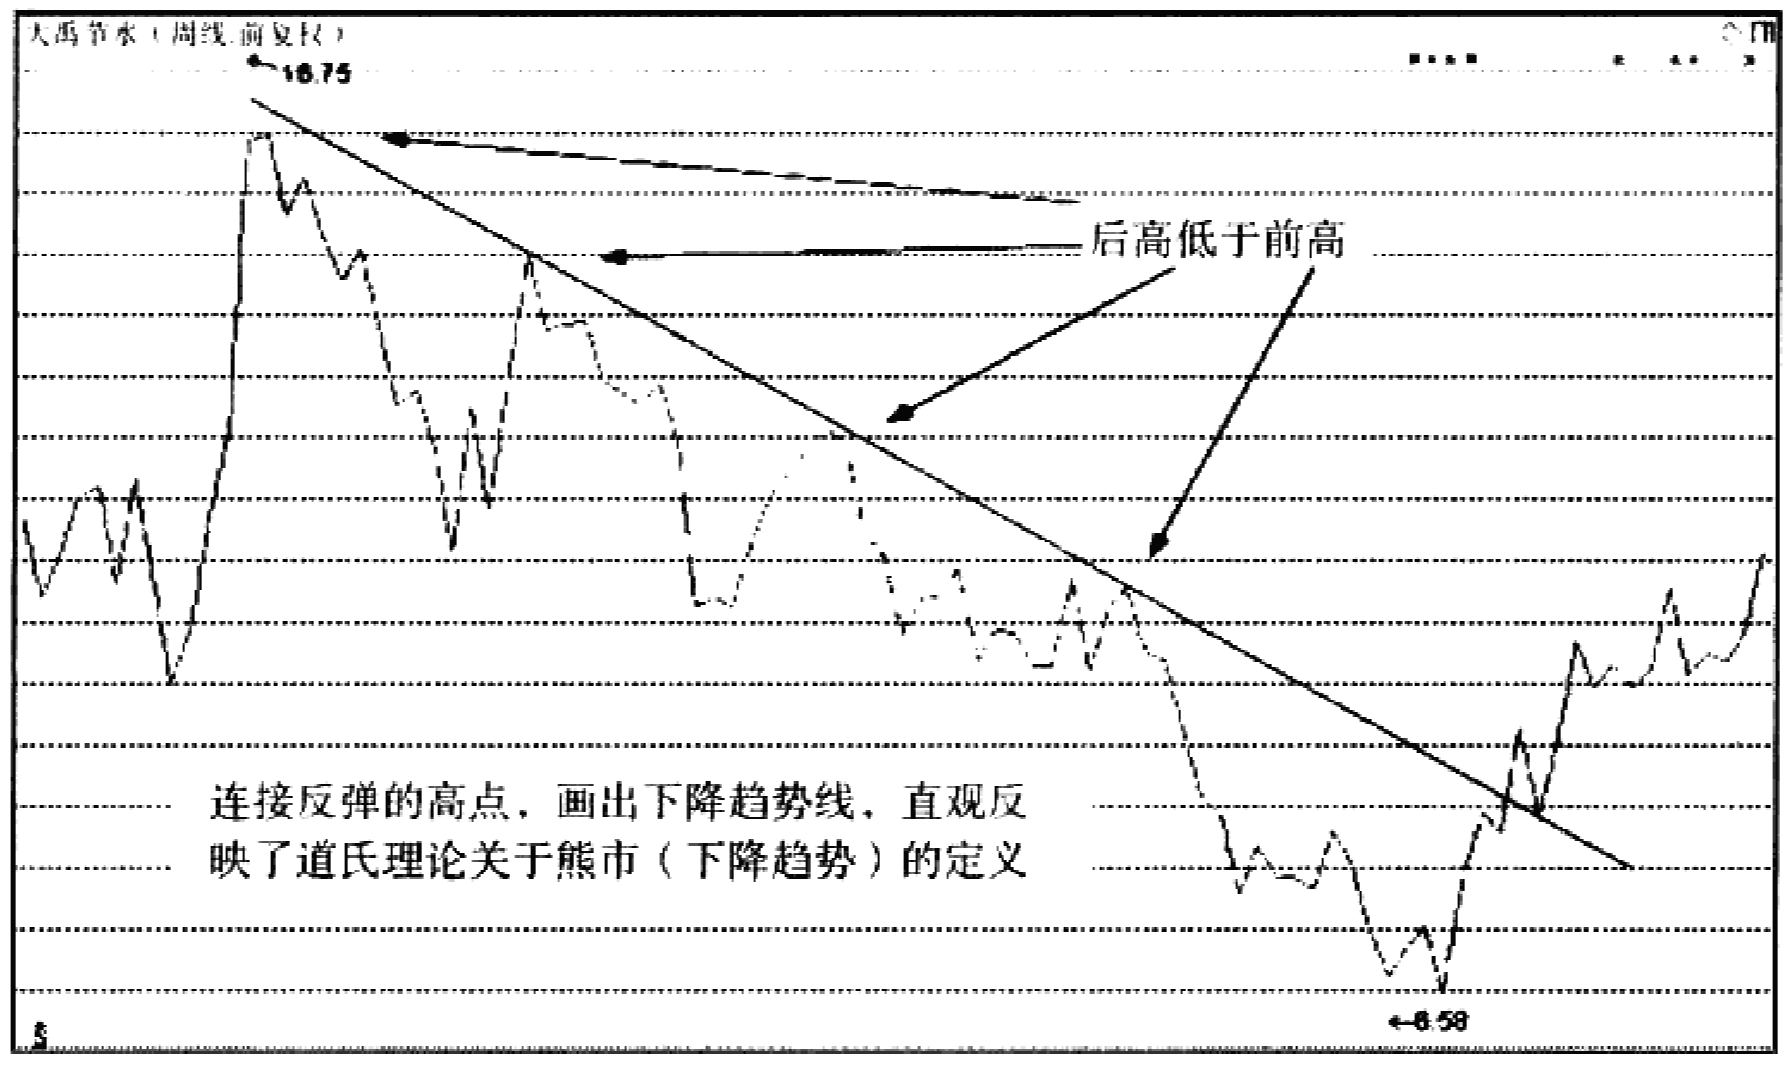 大禹节水（周线.前复权）
16.75
后高低于前高
连接反弹的高点，画出下降趋势线，直观反
映了道氏理论关于熊市（下降趋势）的定义
←6.58